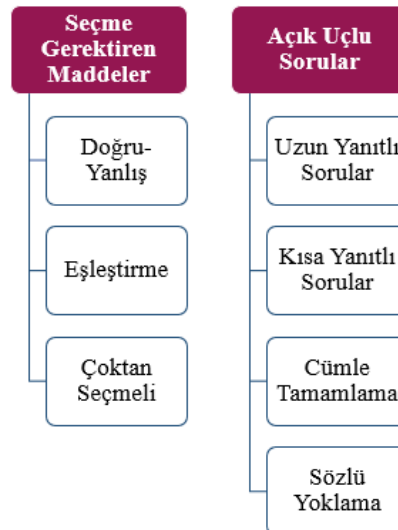 Seçme
Gerektiren
Maddeler
Doğru-
Yanlış
Eşleştirme
Çoktan
Seçmeli
Açık Uçlu
Sorular
Uzun Yanıtlı
Sorular
Kısa Yanıtlı
Sorular
Cümle
Tamamlama
Sözlü
Yoklama